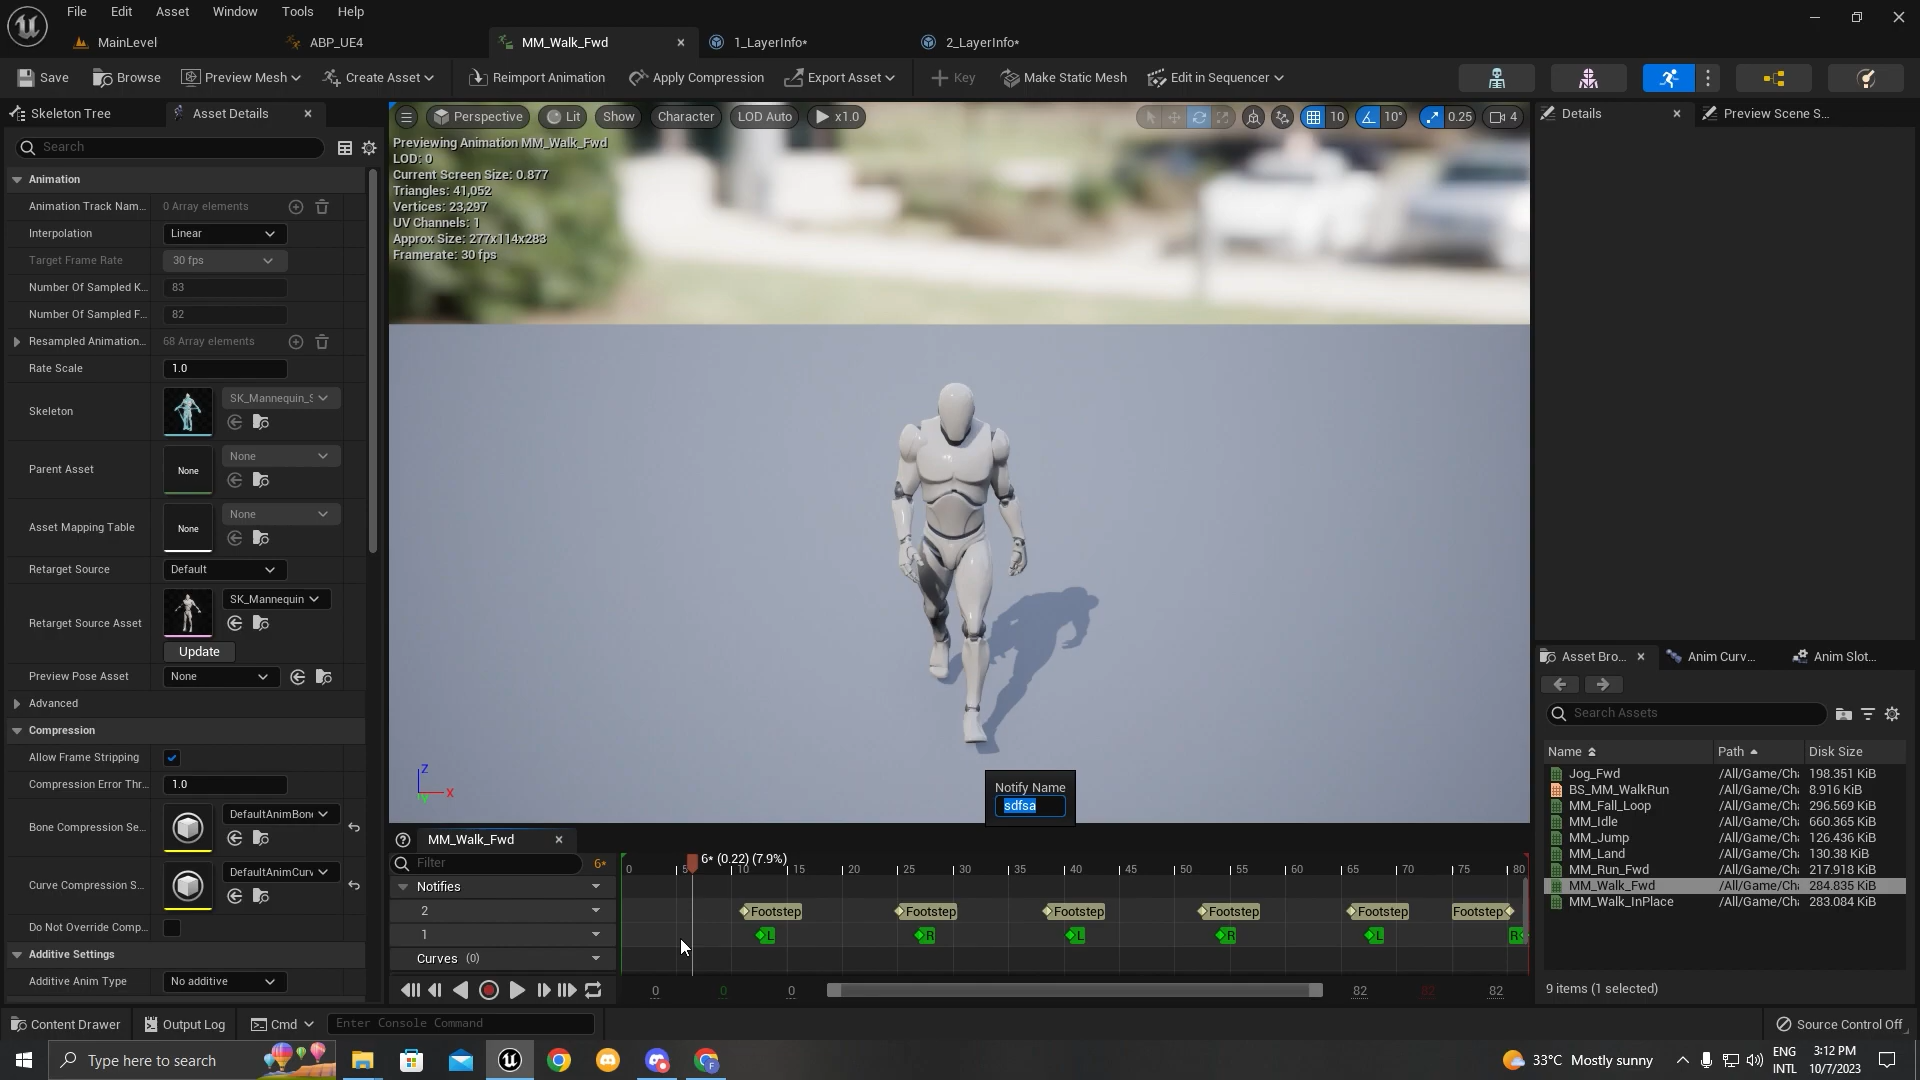 File Edit Asset Window Tools Help
MainLevel ABP_UE4 MM_Walk_Fwd 1_LayerInfo* 2_LayerInfo*
Save Browse Preview Mesh Create Asset Reimport Animation Apply Compression Export Asset Key Make Static Mesh Edit in Sequencer
Skeleton Tree Asset Details
Search
Animation
Animation Track Nam... 0 Array elements
Interpolation Linear
Target Frame Rate 30 fps
Number Of Sampled K... 83
Number Of Sampled F... 82
Resampled Animation... 68 Array elements
Rate Scale 1.0
Skeleton SK_Mannequin_S
Parent Asset None None
Asset Mapping Table None None
Retarget Source Default
Retarget Source Asset SK_Mannequin
Update
Preview Pose Asset None
Advanced
Compression
Allow Frame Stripping
Compression Error Thr... 1.0
Bone Compression Se... DefaultAnimBon
Curve Compression S... DefaultAnimCurv
Do Not Override Comp...
Additive Settings
Additive Anim Type No additive
Perspective Lit Show Character LOD Auto x1.0 10 10° 0.25 4
Previewing Animation MM_Walk_Fwd
LOD: 0
Current Screen Size: 0.877
Triangles: 41,052
Vertices: 23,297
UV Channels: 1
Approx Size: 277x114x283
Framerate: 30 fps
Z
X
Y
Notify Name
sdfsa
MM_Walk_Fwd
Filter 6*
6* (0.22) (7.9%)
0 5 10 15 20 25 30 35 40 45 50 55 60 65 70 75 80
Notifies
2 Footstep Footstep Footstep Footstep Footstep Footstep
1 L R L R L R
Curves (0)
0 0 0 82 82 82
Details Preview Scene S...
Asset Bro... Anim Curv... Anim Slot...
Search Assets
Name Path Disk Size
Jog_Fwd /All/Game/Cha 198.351 KiB
BS_MM_WalkRun /All/Game/Cha 8.916 KiB
MM_Fall_Loop /All/Game/Cha 296.569 KiB
MM_Idle /All/Game/Cha 660.365 KiB
MM_Jump /All/Game/Cha 126.436 KiB
MM_Land /All/Game/Cha 130.38 KiB
MM_Run_Fwd /All/Game/Cha 217.918 KiB
MM_Walk_Fwd /All/Game/Cha 284.835 KiB
MM_Walk_InPlace /All/Game/Cha 283.084 KiB
9 items (1 selected)
Content Drawer Output Log Cmd Enter Console Command Source Control Off
Type here to search 33°C Mostly sunny ENG INTL 3:12 PM 10/7/2023